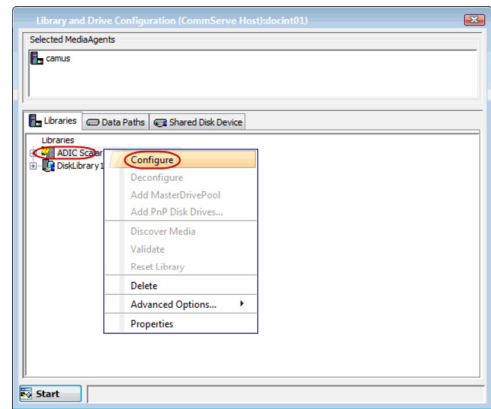 Library and Drive Configuration (CommServe Host):docint01)
Selected MediaAgents
camus
Libraries
Data Paths
Shared Disk Device
Libraries
ADIC Scalar
DiskLibrary1
Configure
Deconfigure
Add MasterDrivePool
Add PnP Disk Drives...
Discover Media
Validate
Reset Library
Delete
Advanced Options...
Properties
Start